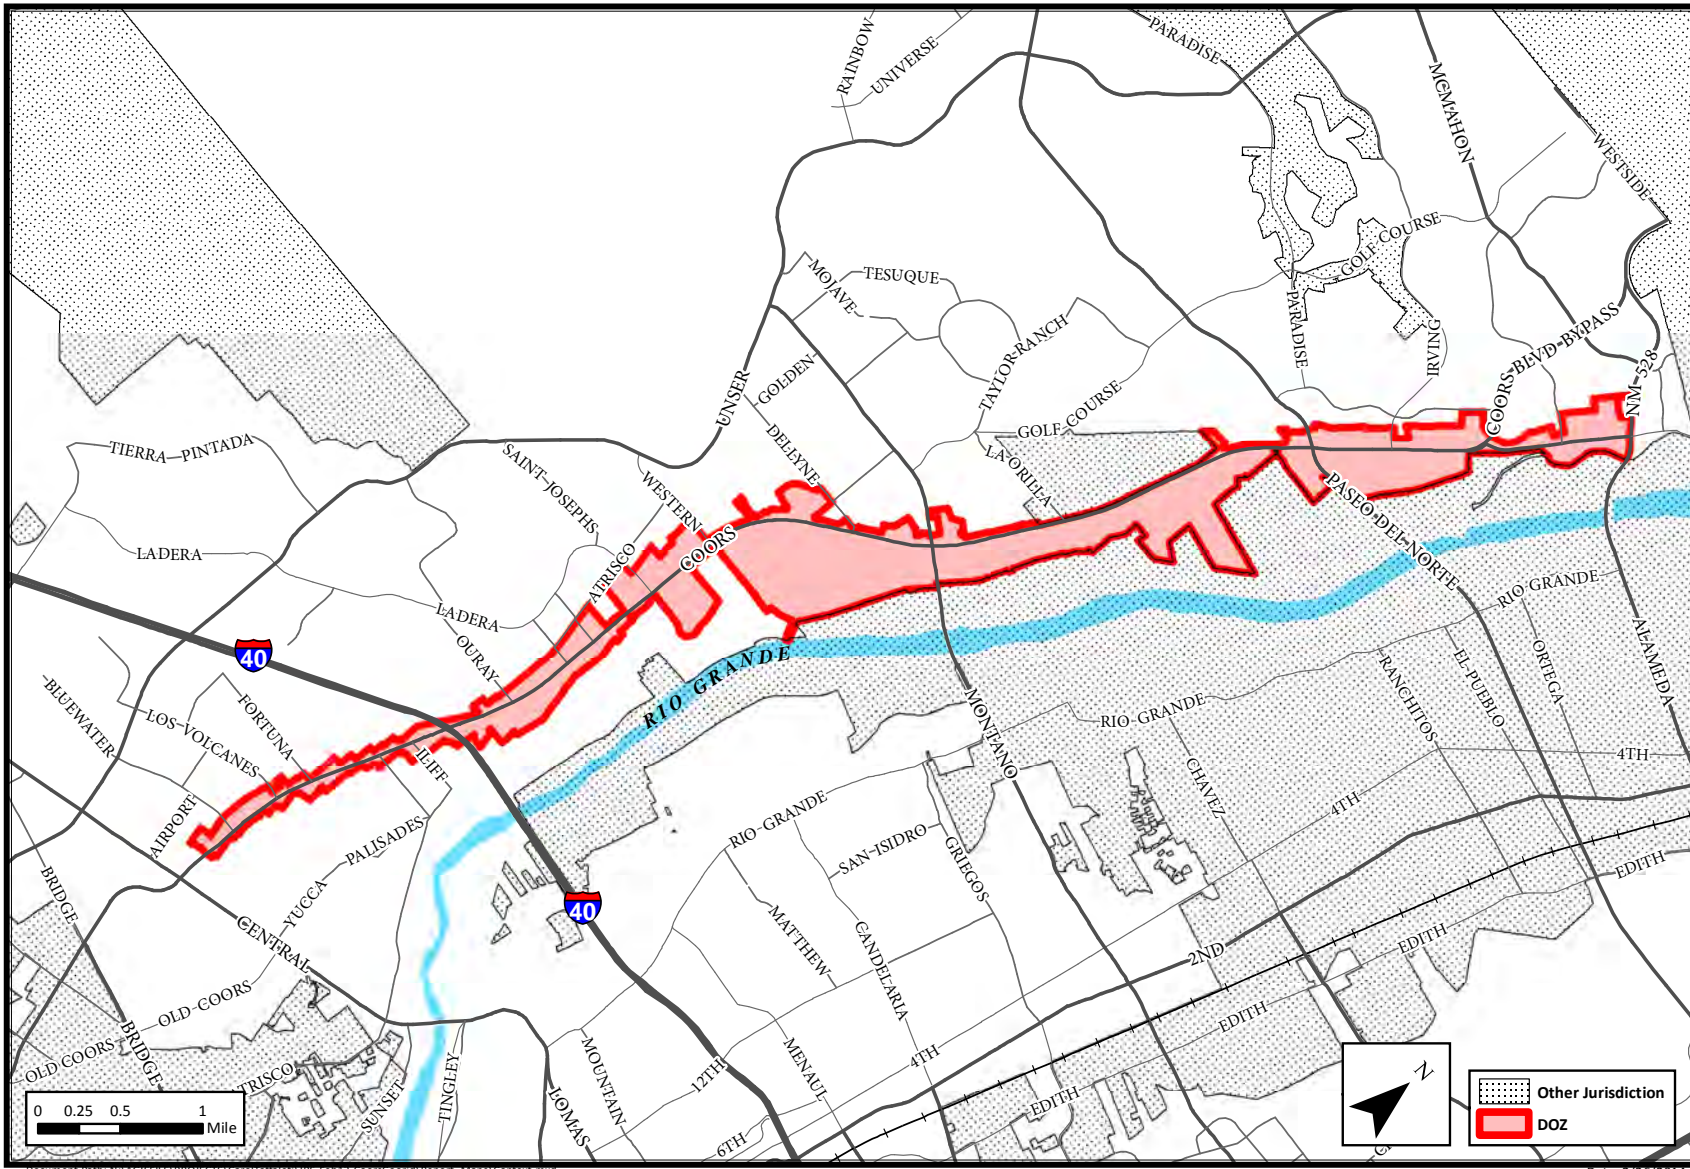 RAINBOW
UNIVERSE
PARADISE
MCMAHON
WESTSIDE
MOJAVE
TESUQUE
GOLF COURSE
PARADISE
IRVING
COORS BLVD BYPASS
NM 528
TAYLOR RANCH
GOLDEN
UNSER
GOLF COURSE
DELLYNE
LA ORILLA
TIERRA PINTADA
SAINT JOSEPHS
WESTERN
COORS
PASEO DEL NORTE
LADERA
ATRISCO
LADERA
OURAY
RIO GRANDE
ALAMEDA
40
BLUEWATER
FORTUNA
LOS VOLCANES
ILIFF
RIO GRANDE
MONTANO
RIO GRANDE
RANCHITOS
EL PUEBLO
ORTEGA
4TH
CHAVEZ
4TH
AIRPORT
PALISADES
RIO GRANDE
SAN ISIDRO
GRIEGOS
EDITH
BRIDGE
YUCCA
CENTRAL
40
MATTHEW
CANDELARIA
2ND
EDITH
OLD COORS
OLD COORS
BRIDGE
EDITH
TRISCO
SUNSET
TINGLEY
LOMAS
MOUNTAIN
12TH
MENAUL
4TH
6TH
EDITH
0 0.25 0.5 1
Mile
N
Other Jurisdiction
DOZ